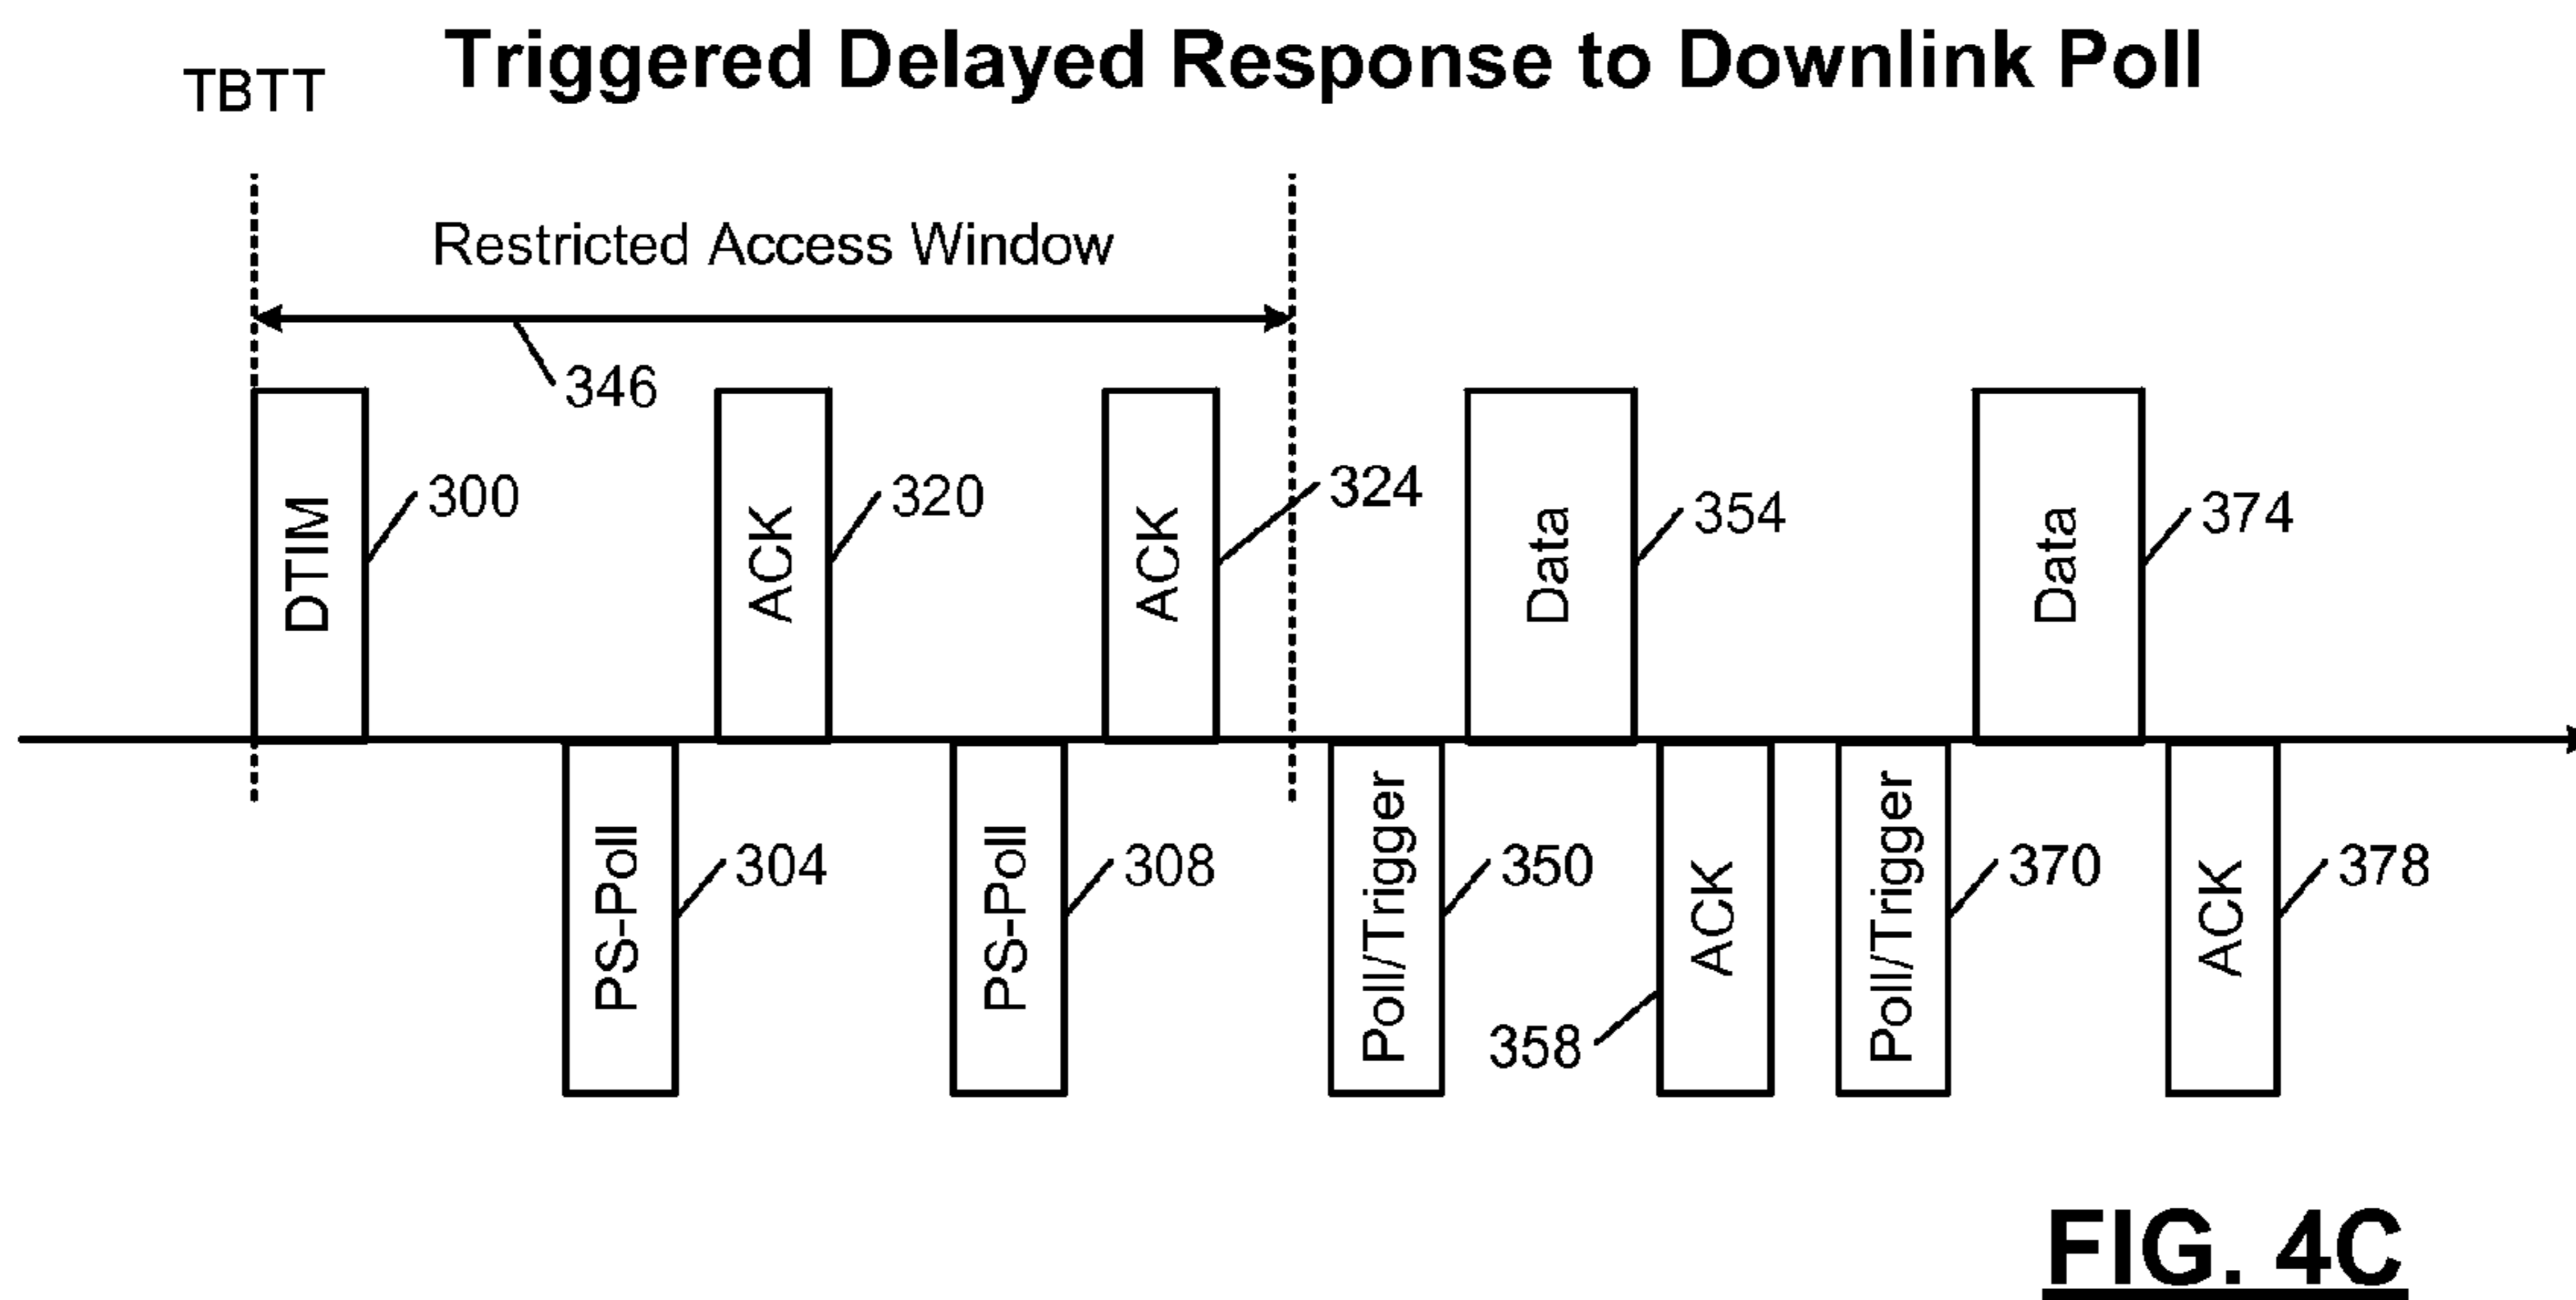 Triggered Delayed Response to Downlink Poll
TBTT
Restricted Access Window
346
DTIM
300
ACK
320
ACK
324
Data
354
Data
374
PS-Poll
304
PS-Poll
308
Poll/Trigger
350
ACK
358
Poll/Trigger
370
ACK
378
FIG. 4C